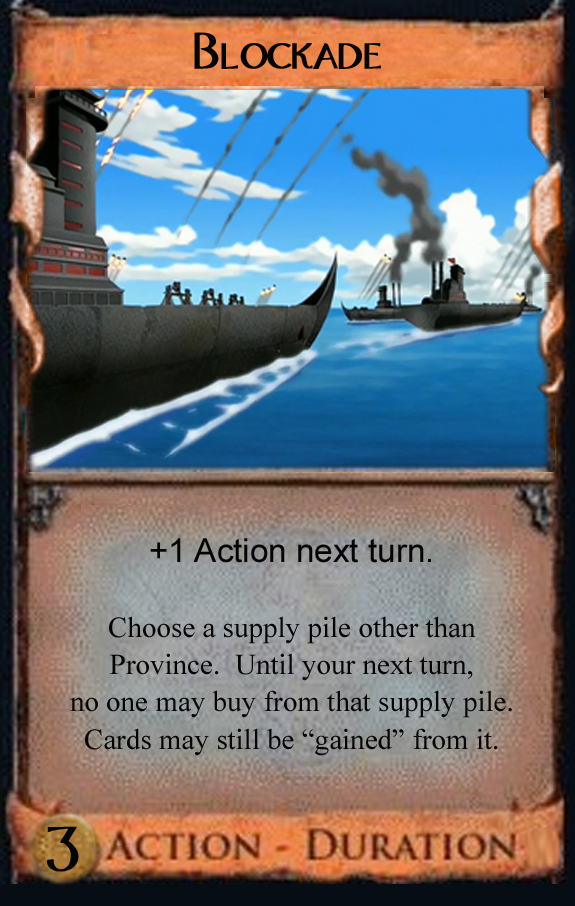 Blockade
+1 Action next turn.
Choose a supply pile other than
Province. Until your next turn,
no one may buy from that supply pile.
Cards may still be “gained” from it.
3 Action - Duration